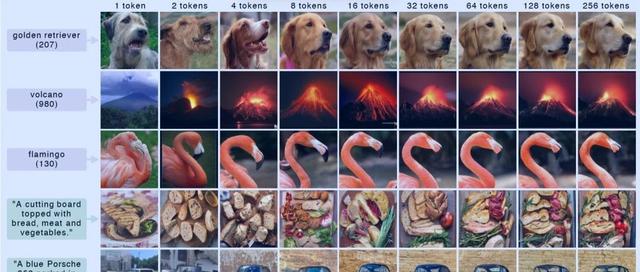 1 token 2 tokens 4 tokens 8 tokens 16 tokens 32 tokens 64 tokens 128 tokens 256 tokens
golden retriever
(207)
volcano
(980)
flamingo
(130)
"A cutting board
topped with
bread, meat and
vegetables."
"A blue Porsche